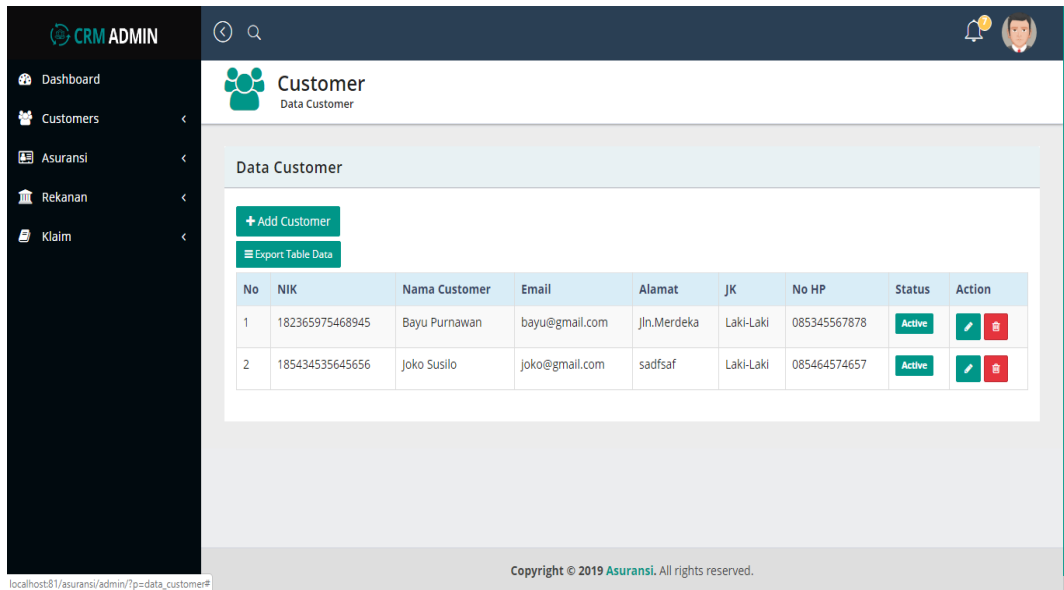 CRM ADMIN
7
Dashboard
Customers
Asuransi
Rekanan
Klaim
Customer
Data Customer
Data Customer
Add Customer
Export Table Data
No NIK Nama Customer Email Alamat JK No HP Status Action
1 182365975468945 Bayu Purnawan bayu@gmail.com Jln.Merdeka Laki-Laki 085345567878 Active
2 185434535645656 Joko Susilo joko@gmail.com sadfsaf Laki-Laki 085464574657 Active
Copyright © 2019 Asuransi. All rights reserved.
localhost:81/asuransi/admin/?p=data_customer#